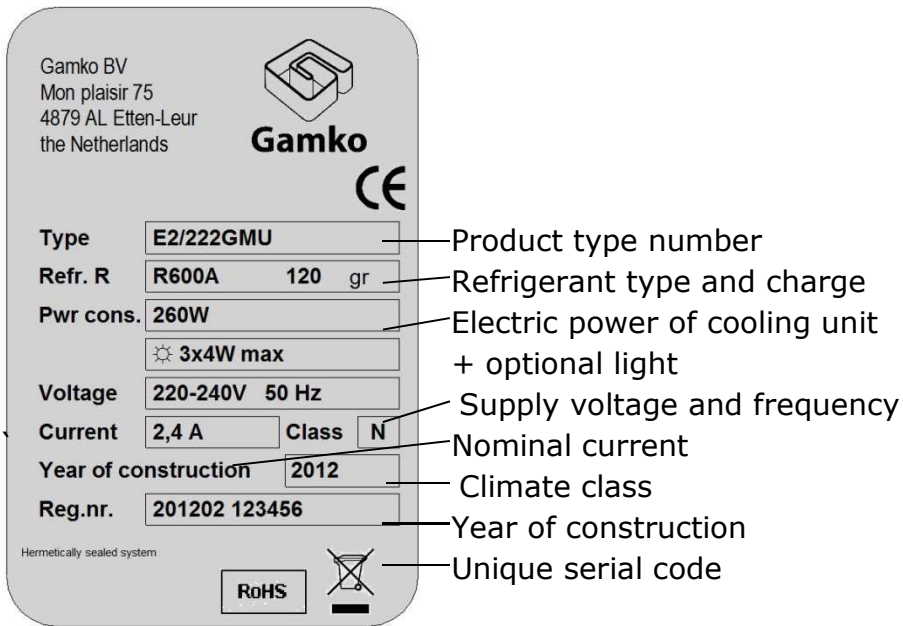 Gamko BV
Mon plaisir 75
4879 AL Etten-Leur
the Netherlands
Gamko
CE
Type E2/222GMU
Refr. R R600A 120 gr
Pwr cons. 260W
3x4W max
Voltage 220-240V 50 Hz
Current 2,4 A Class N
Year of construction 2012
Reg.nr. 201202 123456
Hermetically sealed system
RoHS
Product type number
Refrigerant type and charge
Electric power of cooling unit
+ optional light
Supply voltage and frequency
Nominal current
Climate class
Year of construction
Unique serial code
`